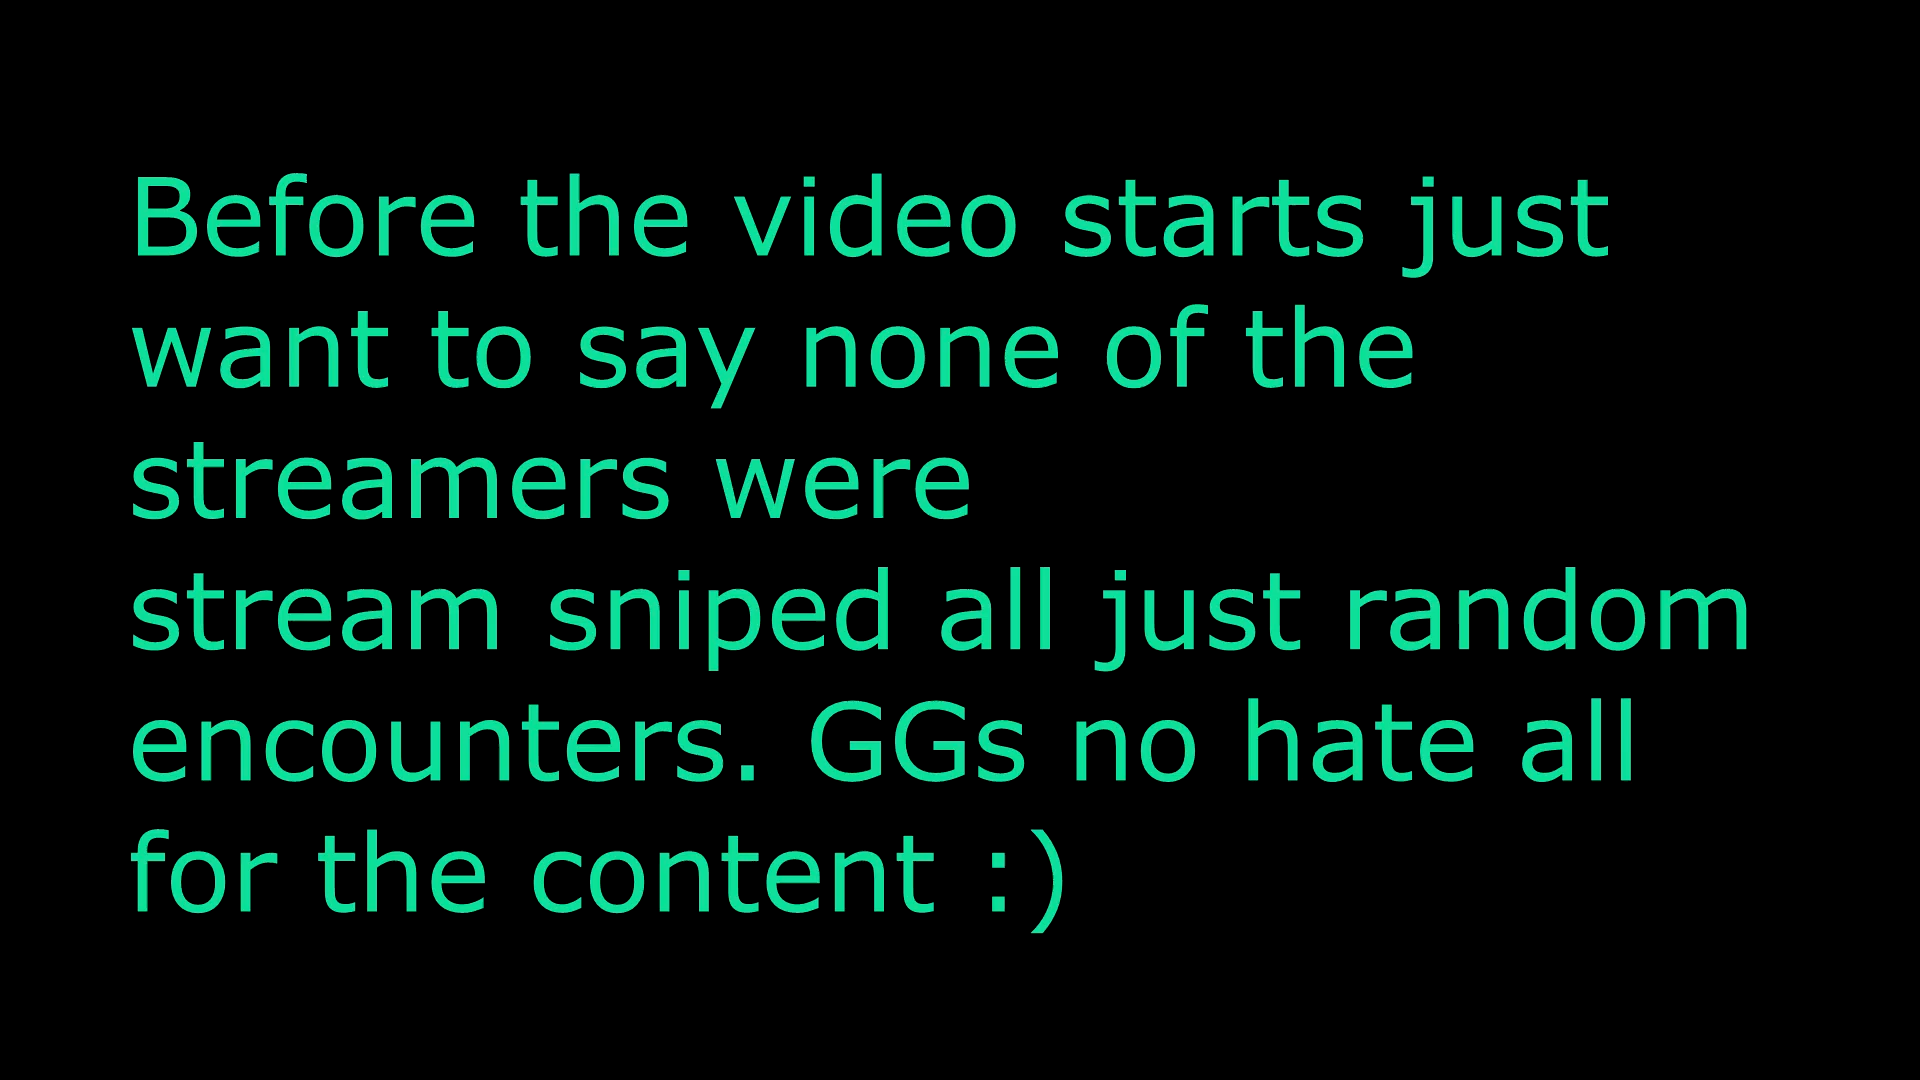 Before the video starts just
want to say none of the
streamers were
stream sniped all just random
encounters. GGs no hate all
for the content :)